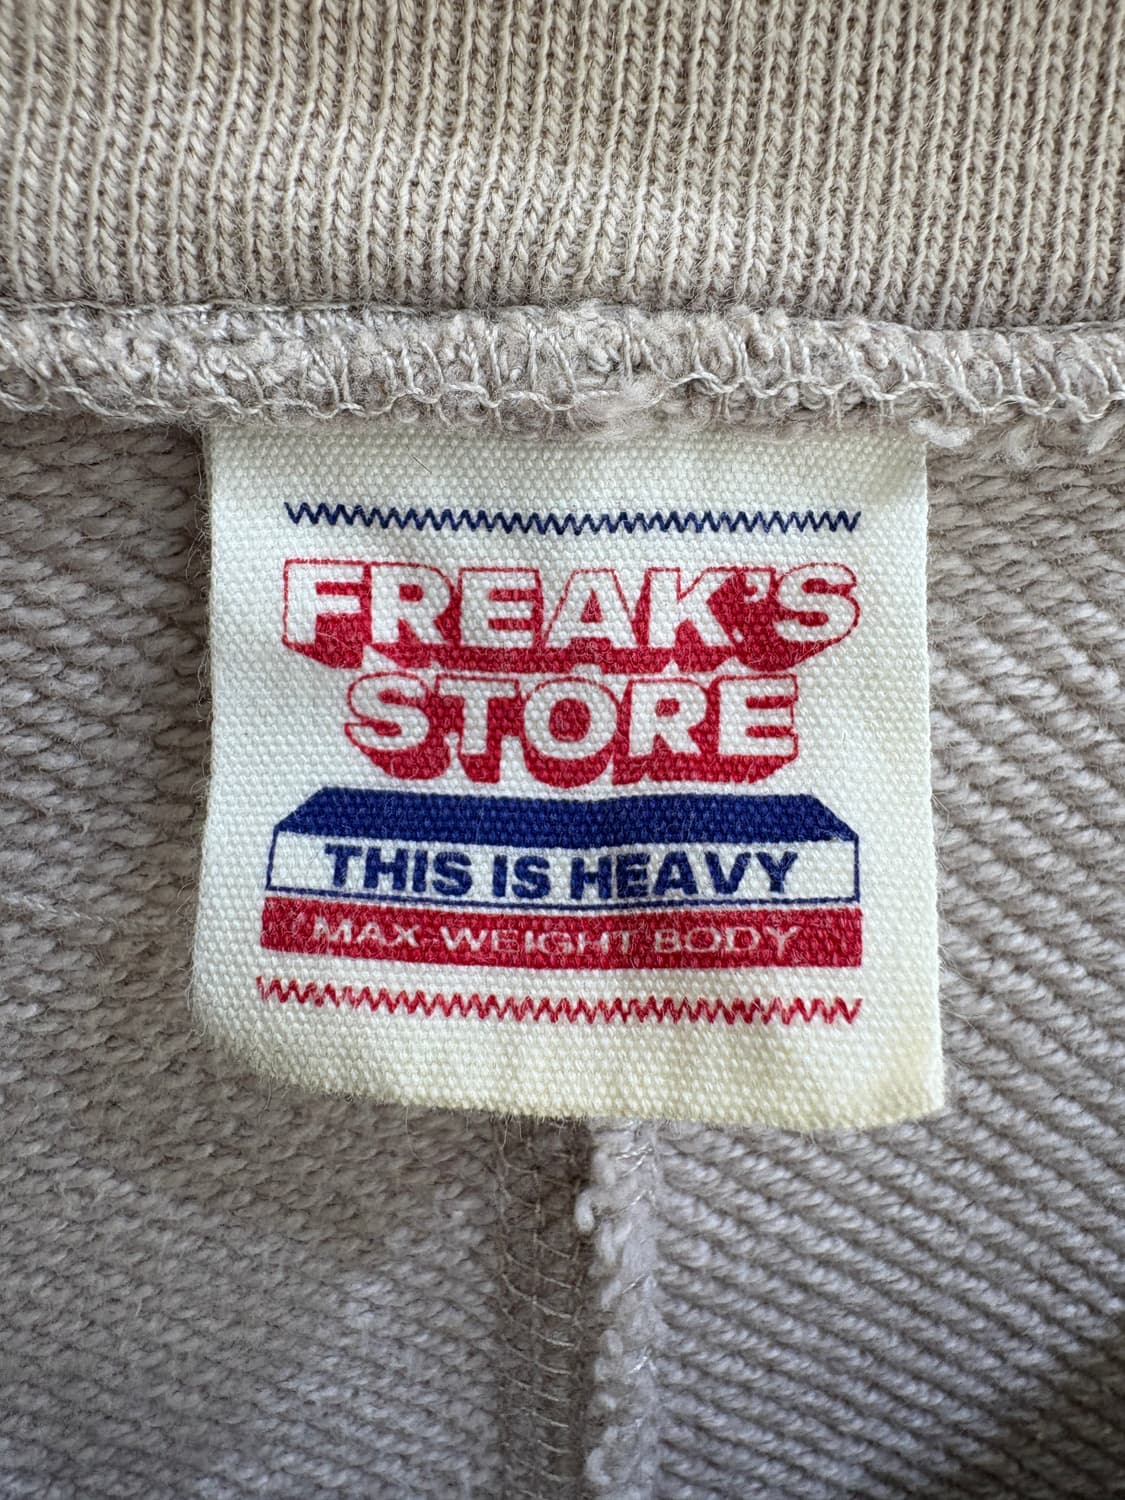 FREAK'S
STORE
THIS IS HEAVY
MAX-WEIGHT BODY